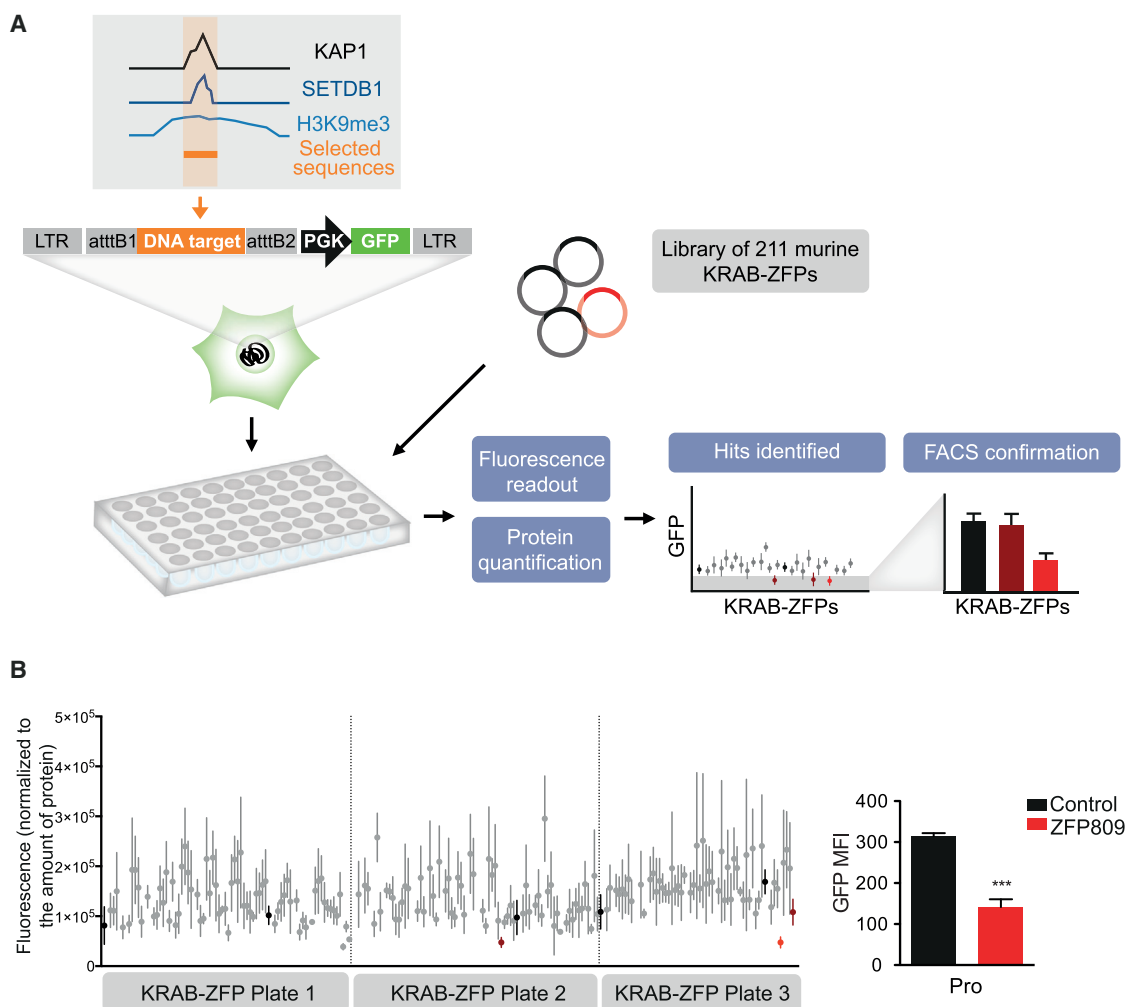 A
KAP1
SETDB1
H3K9me3
Selected
sequences
LTR atttB1 DNA target atttB2 PGK GFP LTR
Library of 211 murine
KRAB-ZFPs
Fluorescence
readout
Protein
quantification
Hits identified
FACS confirmation
GFP
KRAB-ZFPs
KRAB-ZFPs
B
Fluorescence (normalized to
the amount of protein)
5×10⁵
4×10⁵
3×10⁵
2×10⁵
1×10⁵
0
KRAB-ZFP Plate 1
KRAB-ZFP Plate 2
KRAB-ZFP Plate 3
GFP MFI
400
300
200
100
0
***
Pro
Control
ZFP809